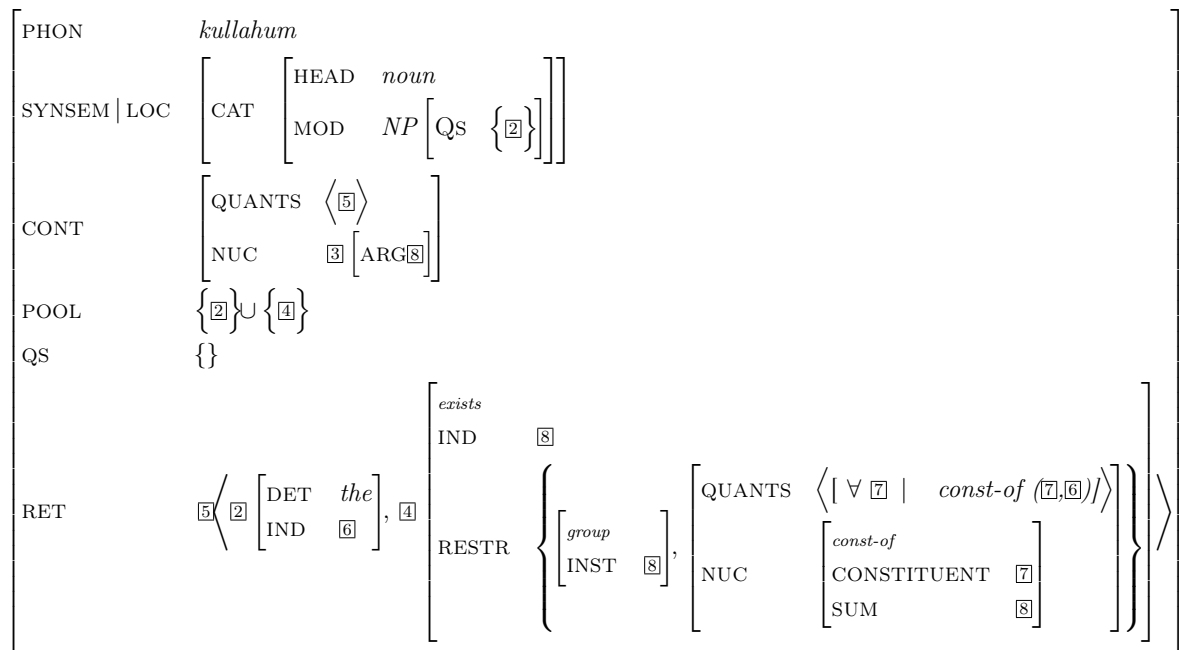 PHON kullahum
HEAD noun
SYNSEM | LOC CAT
MOD NP [QS {2}]
QUANTS ⟨5⟩
CONT
NUC 3 [ARG8]
POOL {2}∪ {4}
QS {}
exists
IND 8
DET the
QUANTS ⟨[ ∀ 7 | const-of (7,6)]⟩
RET 5⟨ 2 IND 6 , 4
group
const-of
RESTR INST 8 ,
NUC CONSTITUENT 7
SUM 8